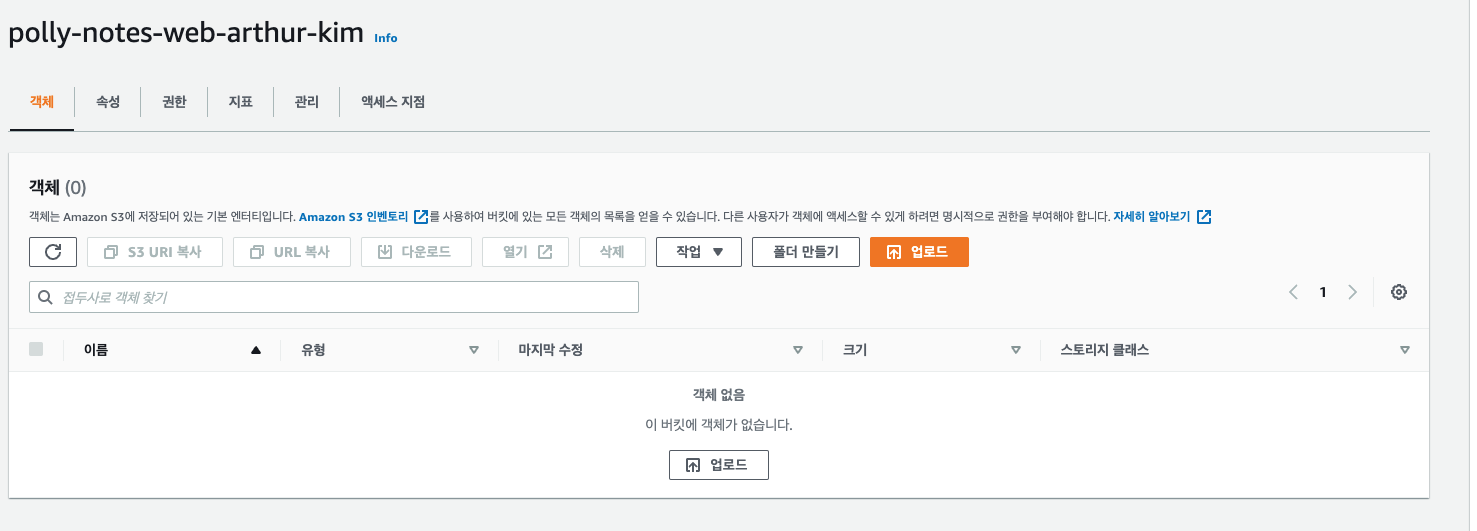 polly-notes-web-arthur-kim Info
객체 속성 권한 지표 관리 액세스 지점
객체 (0)
객체는 Amazon S3에 저장되어 있는 기본 엔터티입니다. Amazon S3 인벤토리 를 사용하여 버킷에 있는 모든 객체의 목록을 얻을 수 있습니다. 다른 사용자가 객체에 액세스할 수 있게 하려면 명시적으로 권한을 부여해야 합니다. 자세히 알아보기
S3 URI 복사 URL 복사 다운로드 열기 삭제 작업 폴더 만들기 업로드
접두사로 객체 찾기 1
이름 유형 마지막 수정 크기 스토리지 클래스
객체 없음
이 버킷에 객체가 없습니다.
업로드